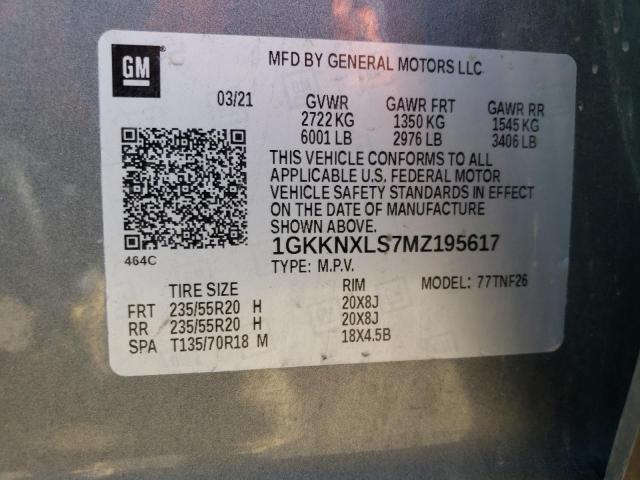 GM
MFD BY GENERAL MOTORS LLC
03/21 GVWR GAWR FRT GAWR RR
2722 KG 1350 KG 1545 KG
6001 LB 2976 LB 3406 LB
THIS VEHICLE CONFORMS TO ALL
APPLICABLE U.S. FEDERAL MOTOR
VEHICLE SAFETY STANDARDS IN EFFECT
ON THE DATE OF MANUFACTURE
SHOWN ABOVE.
464C 1GKKNXLS7MZ195617
TYPE: M.P.V. MODEL: 77TNF26
TIRE SIZE RIM
FRT 235/55R20 H 20X8J
RR 235/55R20 H 20X8J
SPA T135/70R18 M 18X4.5B